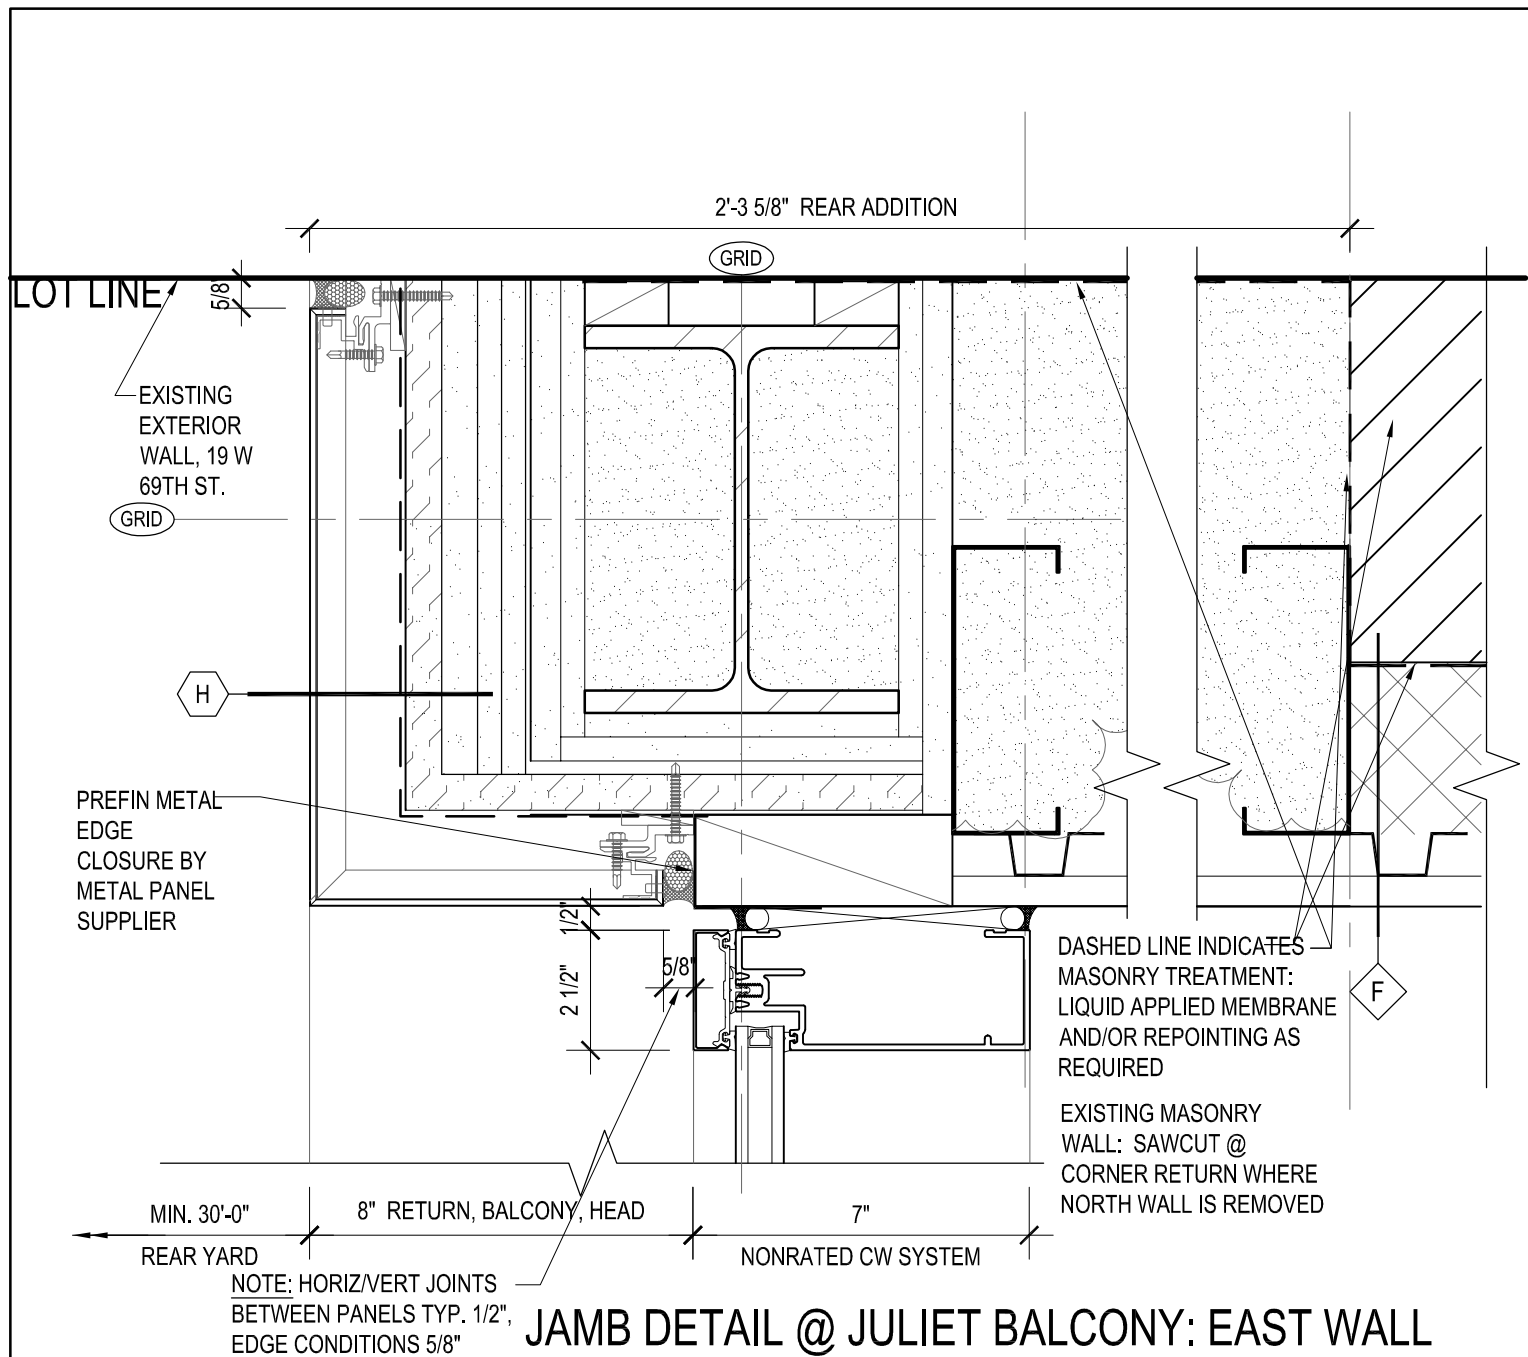 2'-3 5/8" REAR ADDITION
GRID
LOT LINE
5/8"
EXISTING
EXTERIOR
WALL, 19 W
69TH ST.
GRID
H
PREFIN METAL
EDGE
CLOSURE BY
METAL PANEL
SUPPLIER
1/2"
2 1/2"
5/8"
DASHED LINE INDICATES
MASONRY TREATMENT:
LIQUID APPLIED MEMBRANE
AND/OR REPOINTING AS
REQUIRED
F
EXISTING MASONRY
WALL: SAWCUT @
CORNER RETURN WHERE
NORTH WALL IS REMOVED
MIN. 30'-0"
REAR YARD
8" RETURN, BALCONY, HEAD
7"
NONRATED CW SYSTEM
NOTE: HORIZ/VERT JOINTS
BETWEEN PANELS TYP. 1/2",
EDGE CONDITIONS 5/8"
JAMB DETAIL @ JULIET BALCONY: EAST WALL